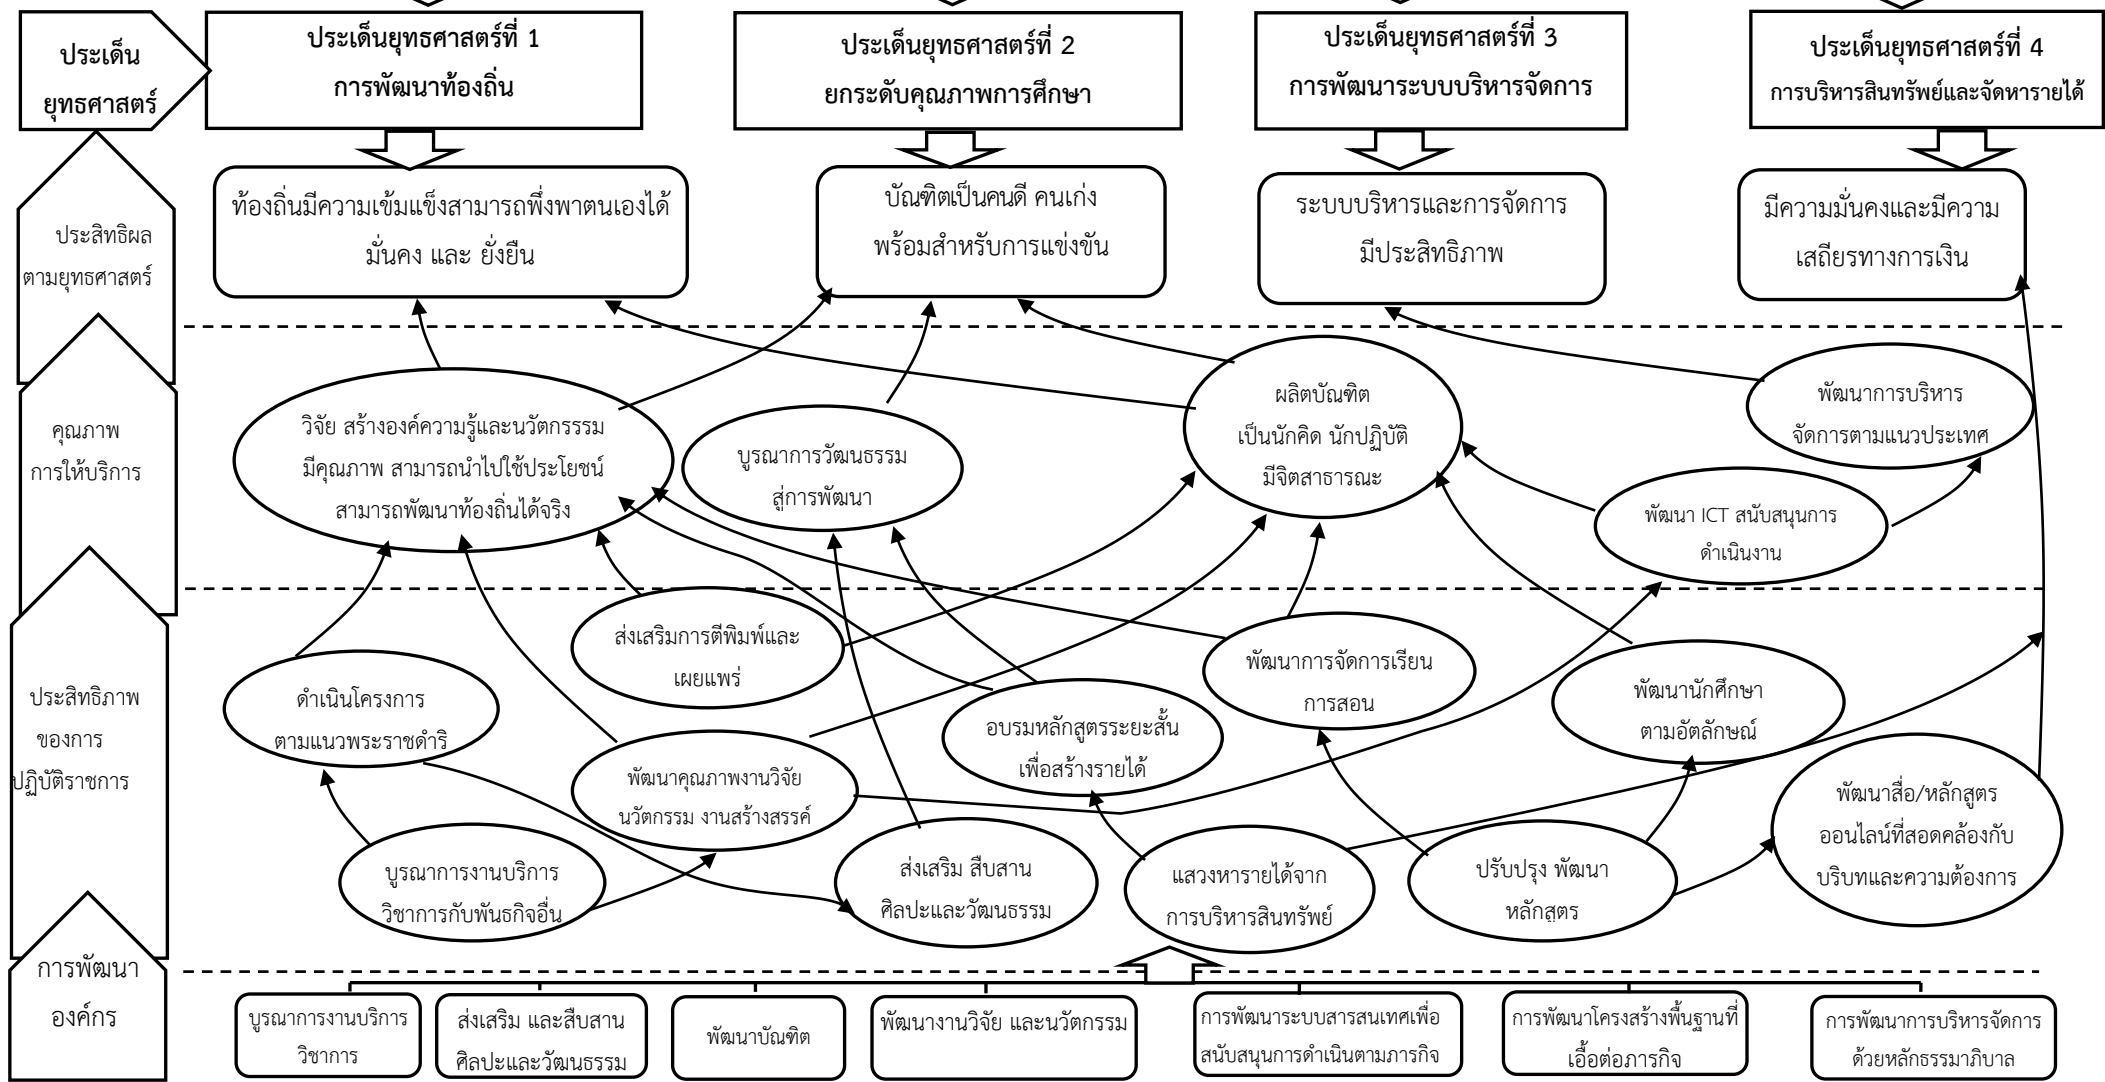 ประเด็น
ยุทธศาสตร์
ประเด็นยุทธศาสตร์ที่ 1
การพัฒนาท้องถิ่น
ประเด็นยุทธศาสตร์ที่ 2
ยกระดับคุณภาพการศึกษา
ประเด็นยุทธศาสตร์ที่ 3
การพัฒนาระบบบริหารจัดการ
ประเด็นยุทธศาสตร์ที่ 4
การบริหารสินทรัพย์และจัดหารายได้
ประสิทธิผล
ตามยุทธศาสตร์
ท้องถิ่นมีความเข้มแข็งสามารถพึ่งพาตนเองได้
มั่นคง และ ยั่งยืน
บัณฑิตเป็นคนดี คนเก่ง
พร้อมสำหรับการแข่งขัน
ระบบบริหารและการจัดการ
มีประสิทธิภาพ
มีความมั่นคงและมีความ
เสถียรทางการเงิน
คุณภาพ
การให้บริการ
วิจัย สร้างองค์ความรู้และนวัตกรรรม
มีคุณภาพ สามารถนำไปใช้ประโยชน์
สามารถพัฒนาท้องถิ่นได้จริง
บูรณาการวัฒนธรรม
สู่การพัฒนา
ผลิตบัณฑิต
เป็นนักคิด นักปฏิบัติ
มีจิตสาธารณะ
พัฒนาการบริหาร
จัดการตามแนวประเทศ
พัฒนา ICT สนับสนุนการ
ดำเนินงาน
ประสิทธิภาพ
ของการ
ปฏิบัติราชการ
ดำเนินโครงการ
ตามแนวพระราชดำริ
ส่งเสริมการตีพิมพ์และ
เผยแพร่
พัฒนาคุณภาพงานวิจัย
นวัตกรรม งานสร้างสรรค์
อบรมหลักสูตรระยะสั้น
เพื่อสร้างรายได้
พัฒนาการจัดการเรียน
การสอน
พัฒนานักศึกษา
ตามอัตลักษณ์
พัฒนาสื่อ/หลักสูตร
ออนไลน์ที่สอดคล้องกับ
บริบทและความต้องการ
บูรณาการงานบริการ
วิชาการกับพันธกิจอื่น
ส่งเสริม สืบสาน
ศิลปะและวัฒนธรรม
แสวงหารายได้จาก
การบริหารสินทรัพย์
ปรับปรุง พัฒนา
หลักสูตร
การพัฒนา
องค์กร
บูรณาการงานบริการ
วิชาการ
ส่งเสริม และสืบสาน
ศิลปะและวัฒนธรรม
พัฒนาบัณฑิต
พัฒนางานวิจัย และนวัตกรรม
การพัฒนาระบบสารสนเทศเพื่อ
สนับสนุนการดำเนินตามภารกิจ
การพัฒนาโครงสร้างพื้นฐานที่
เอื้อต่อภารกิจ
การพัฒนาการบริหารจัดการ
ด้วยหลักธรรมาภิบาล